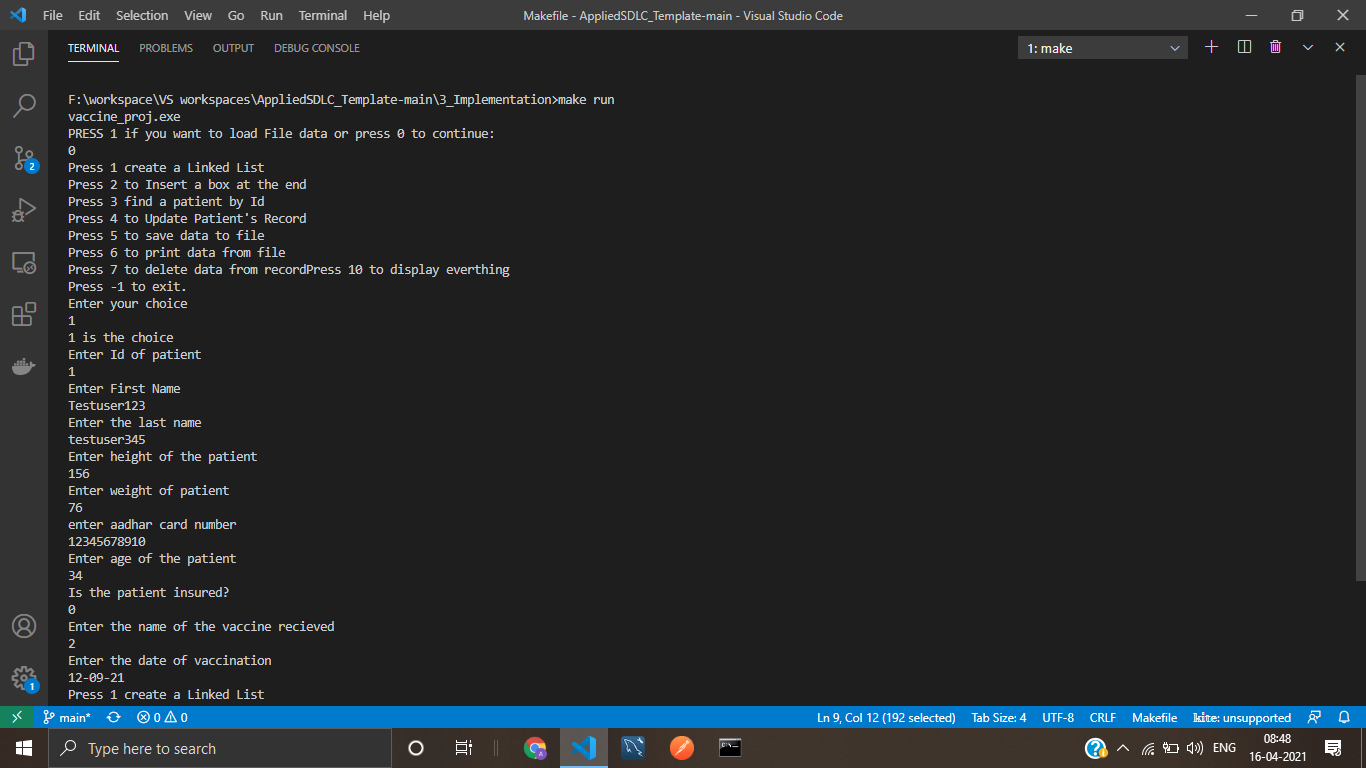 File Edit Selection View Go Run Terminal Help Makefile - AppliedSDLC_Template-main - Visual Studio Code
TERMINAL PROBLEMS OUTPUT DEBUG CONSOLE 1: make
F:\workspace\VS workspaces\AppliedSDLC_Template-main\3_Implementation>make run
vaccine_proj.exe
PRESS 1 if you want to load File data or press 0 to continue:
0
Press 1 create a Linked List
Press 2 to Insert a box at the end
Press 3 find a patient by Id
Press 4 to Update Patient's Record
Press 5 to save data to file
Press 6 to print data from file
Press 7 to delete data from recordPress 10 to display everthing
Press -1 to exit.
Enter your choice
1
1 is the choice
Enter Id of patient
1
Enter First Name
Testuser123
Enter the last name
testuser345
Enter height of the patient
156
Enter weight of patient
76
enter aadhar card number
12345678910
Enter age of the patient
34
Is the patient insured?
0
Enter the name of the vaccine recieved
2
Enter the date of vaccination
12-09-21
Press 1 create a Linked List
2
1
main* 0 0 Ln 9, Col 12 (192 selected) Tab Size: 4 UTF-8 CRLF Makefile kite: unsupported
Type here to search ENG 08:48
16-04-2021